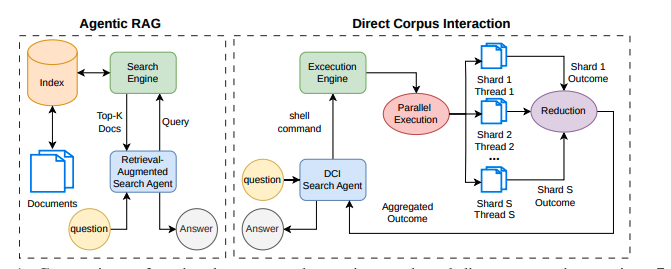 Agentic RAG
Index
Search
Engine
Top-K
Docs
Query
Retrieval-
Augmented
Search Agent
Documents
question
Answer
Direct Corpus Interaction
Excecution
Engine
shell
command
DCI
Search Agent
question
Answer
Parallel
Execution
Shard 1
Thread 1
Shard 2
Thread 2
...
Shard S
Thread S
Shard 1
Outcome
Reduction
Shard S
Outcome
Aggregated
Outcome